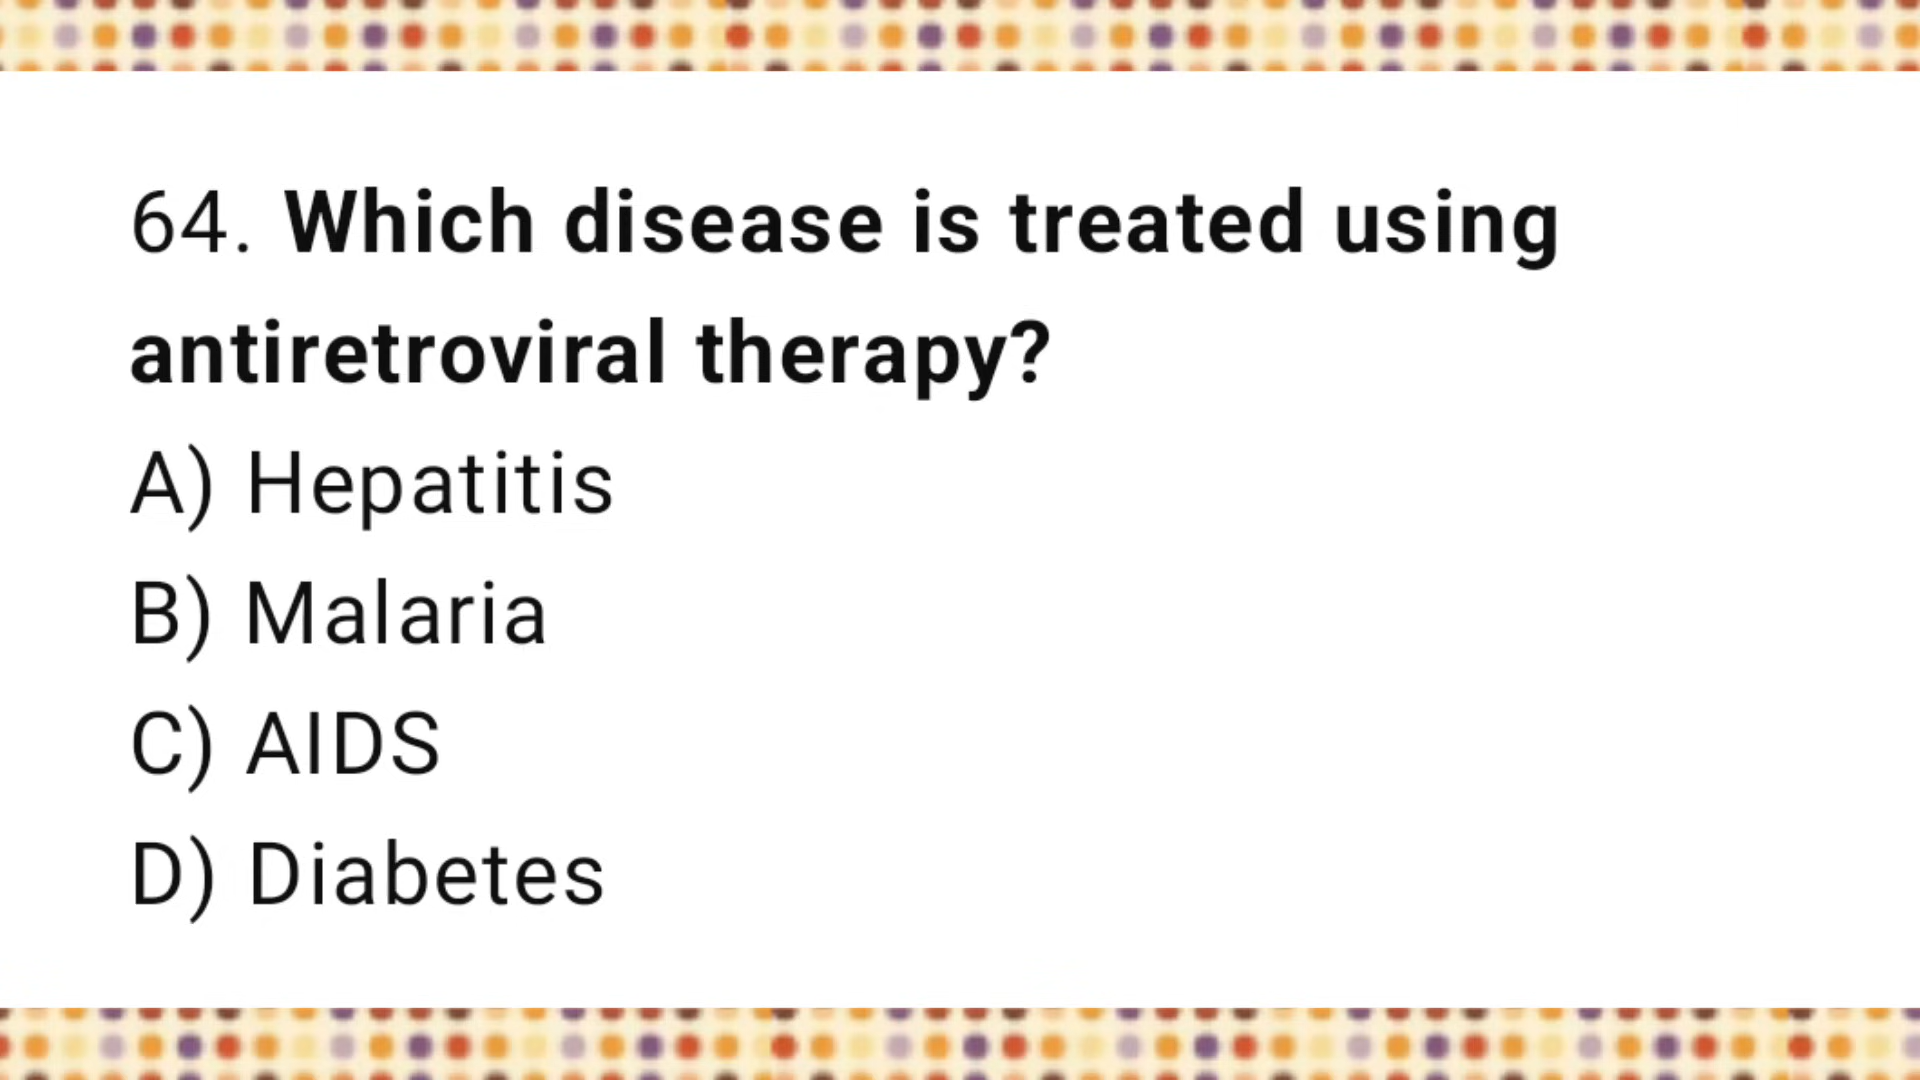 64. Which disease is treated using
antiretroviral therapy?
A) Hepatitis
B) Malaria
C) AIDS
D) Diabetes